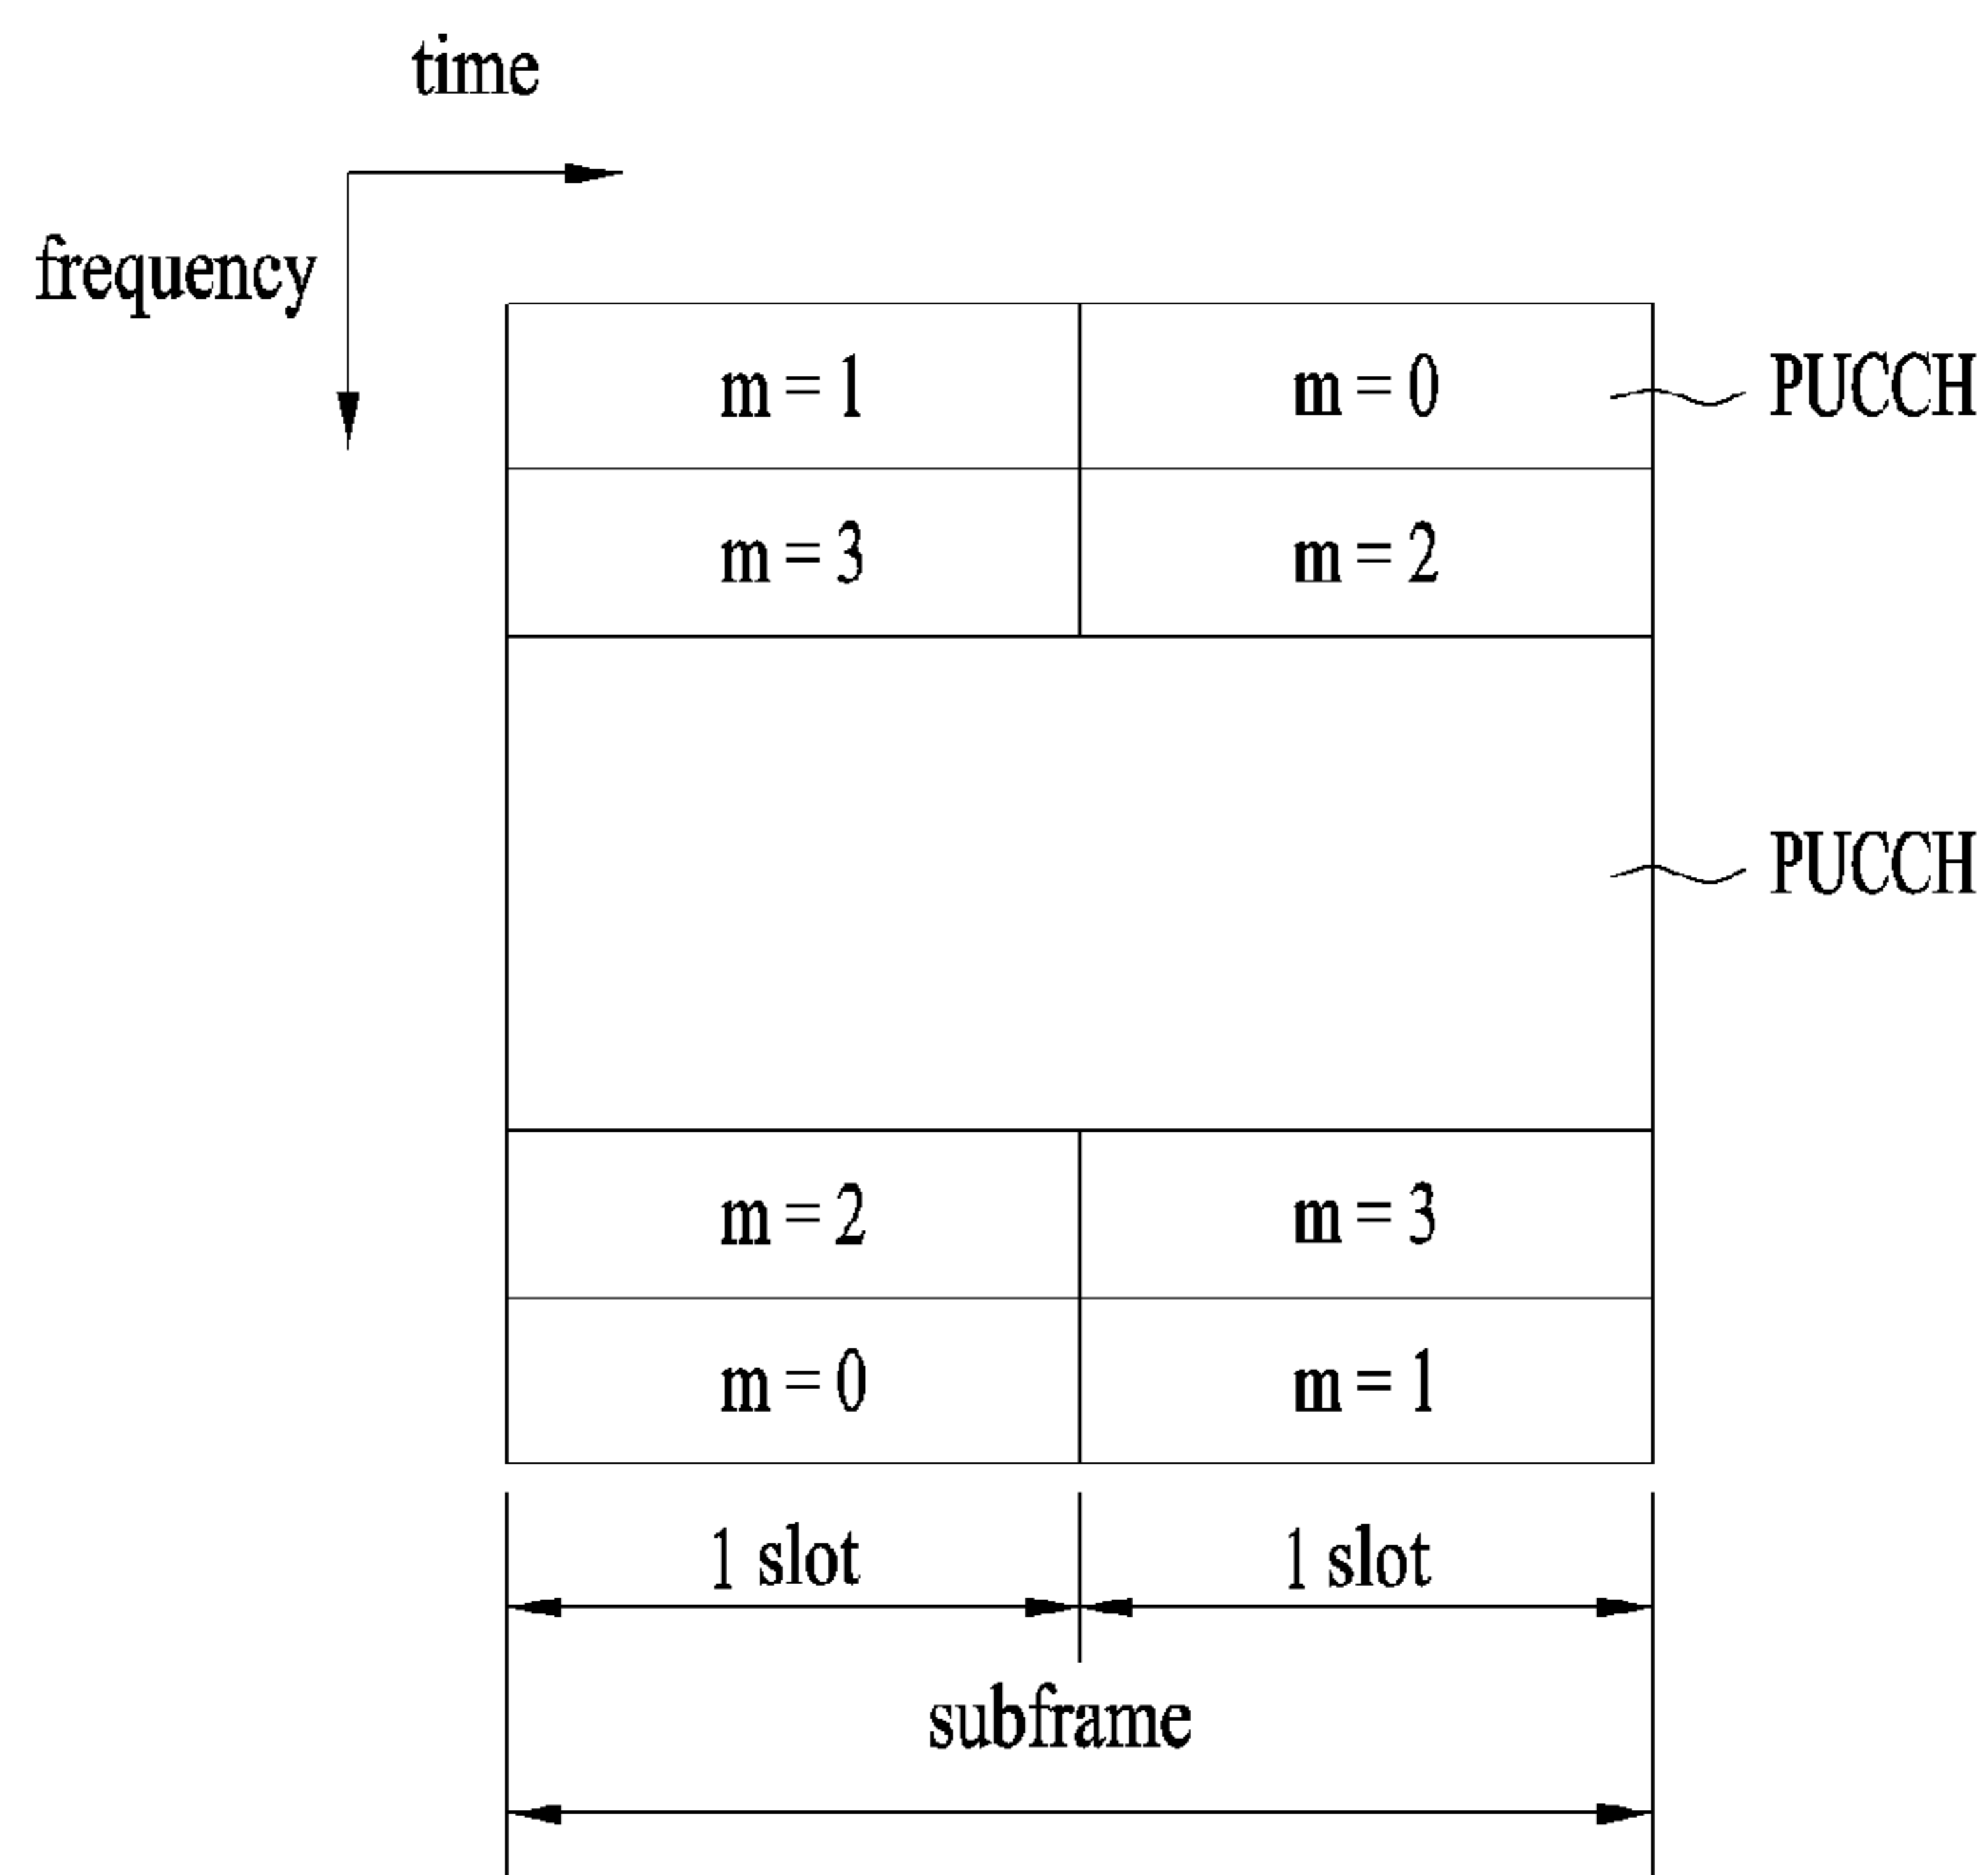 time
frequency
m = 1 m = 0 PUCCH
m = 3 m = 2
PUCCH
m = 2 m = 3
m = 0 m = 1
1 slot 1 slot
subframe